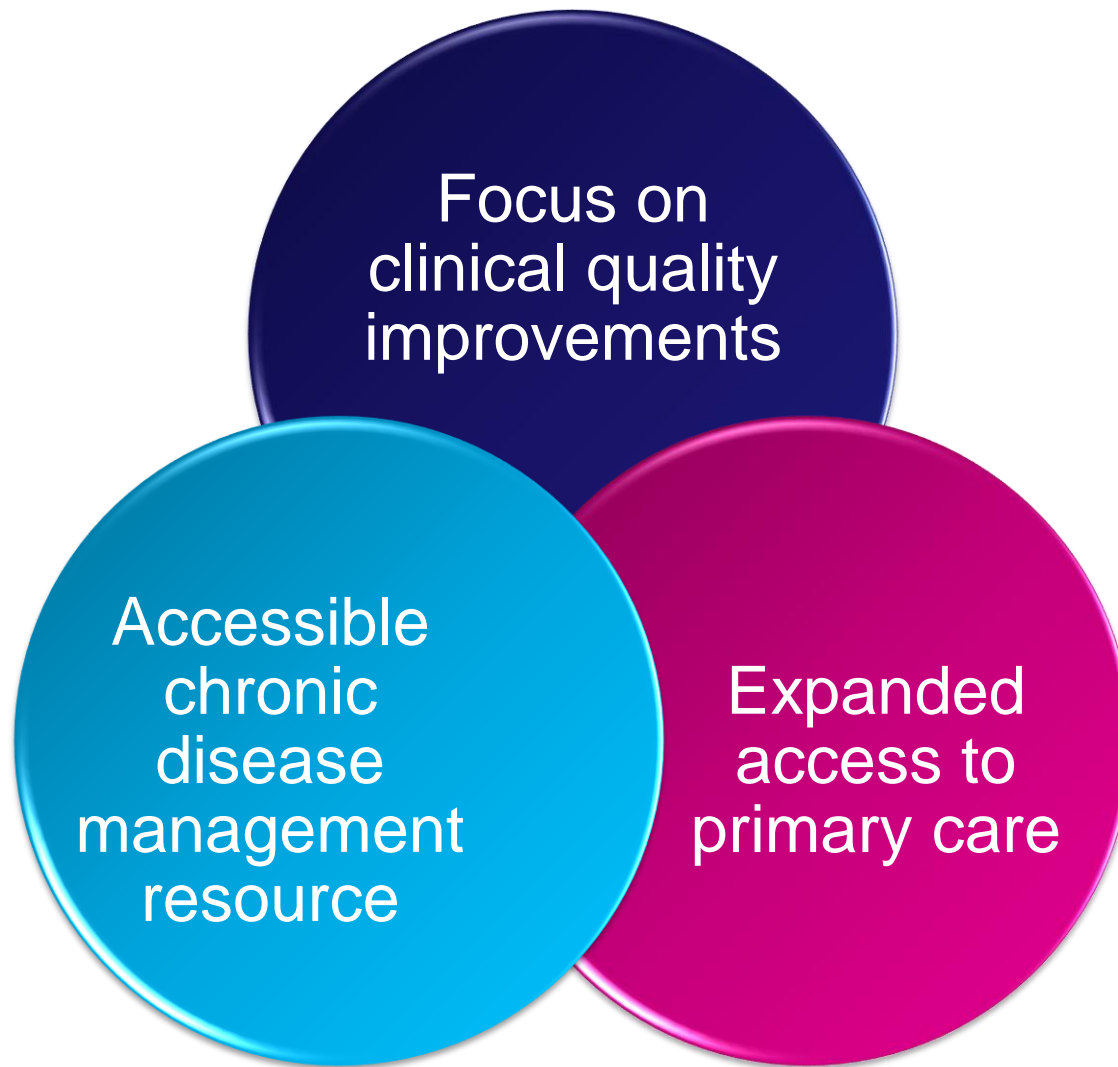 Focus on
clinical quality
improvements
Accessible
chronic
disease
management
resource
Expanded
access to
primary care